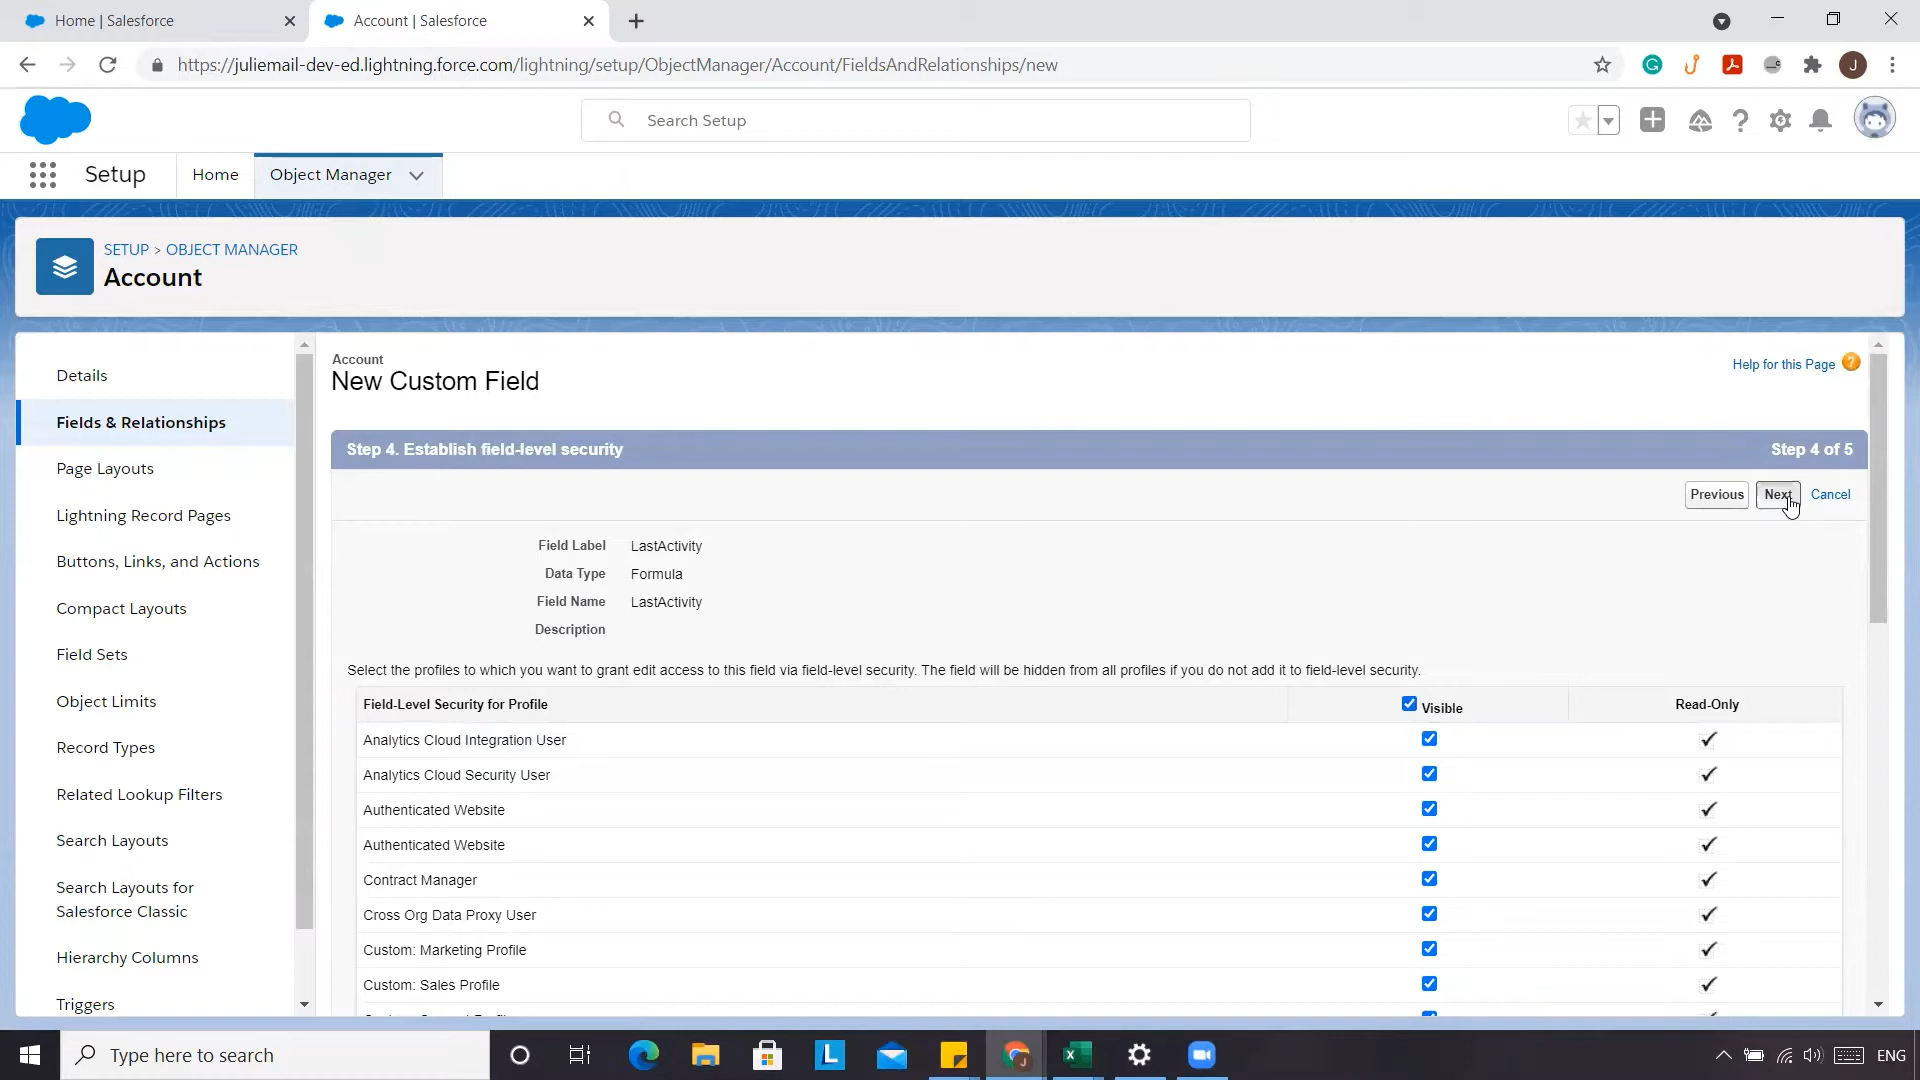 Home | Salesforce
Account | Salesforce
https://juliemail-dev-ed.lightning.force.com/lightning/setup/ObjectManager/Account/FieldsAndRelationships/new
J
Search Setup
Setup
Home
Object Manager
SETUP > OBJECT MANAGER
Account
Details
Fields & Relationships
Page Layouts
Lightning Record Pages
Buttons, Links, and Actions
Compact Layouts
Field Sets
Object Limits
Record Types
Related Lookup Filters
Search Layouts
Search Layouts for
Salesforce Classic
Hierarchy Columns
Triggers
Account
New Custom Field
Help for this Page
Step 4. Establish field-level security
Step 4 of 5
Previous
Next
Cancel
Field Label LastActivity
Data Type Formula
Field Name LastActivity
Description
Select the profiles to which you want to grant edit access to this field via field-level security. The field will be hidden from all profiles if you do not add it to field-level security.
Field-Level Security for Profile Visible Read-Only
Analytics Cloud Integration User
Analytics Cloud Security User
Authenticated Website
Authenticated Website
Contract Manager
Cross Org Data Proxy User
Custom: Marketing Profile
Custom: Sales Profile
Type here to search
ENG